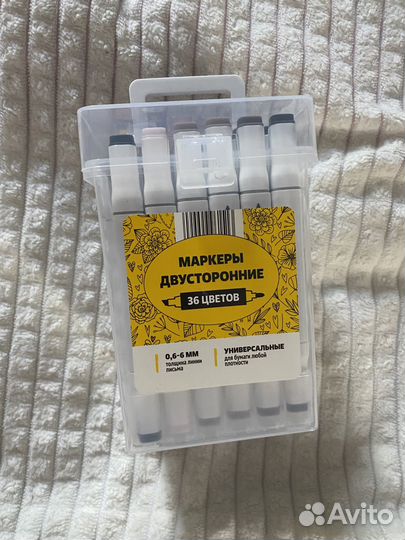 МАРКЕРЫ
ДВУСТОРОННИЕ
36 ЦВЕТОВ
0,6-6 ММ
толщина линии
письма
УНИВЕРСАЛЬНЫЕ
для бумаги любой
плотности
Avito